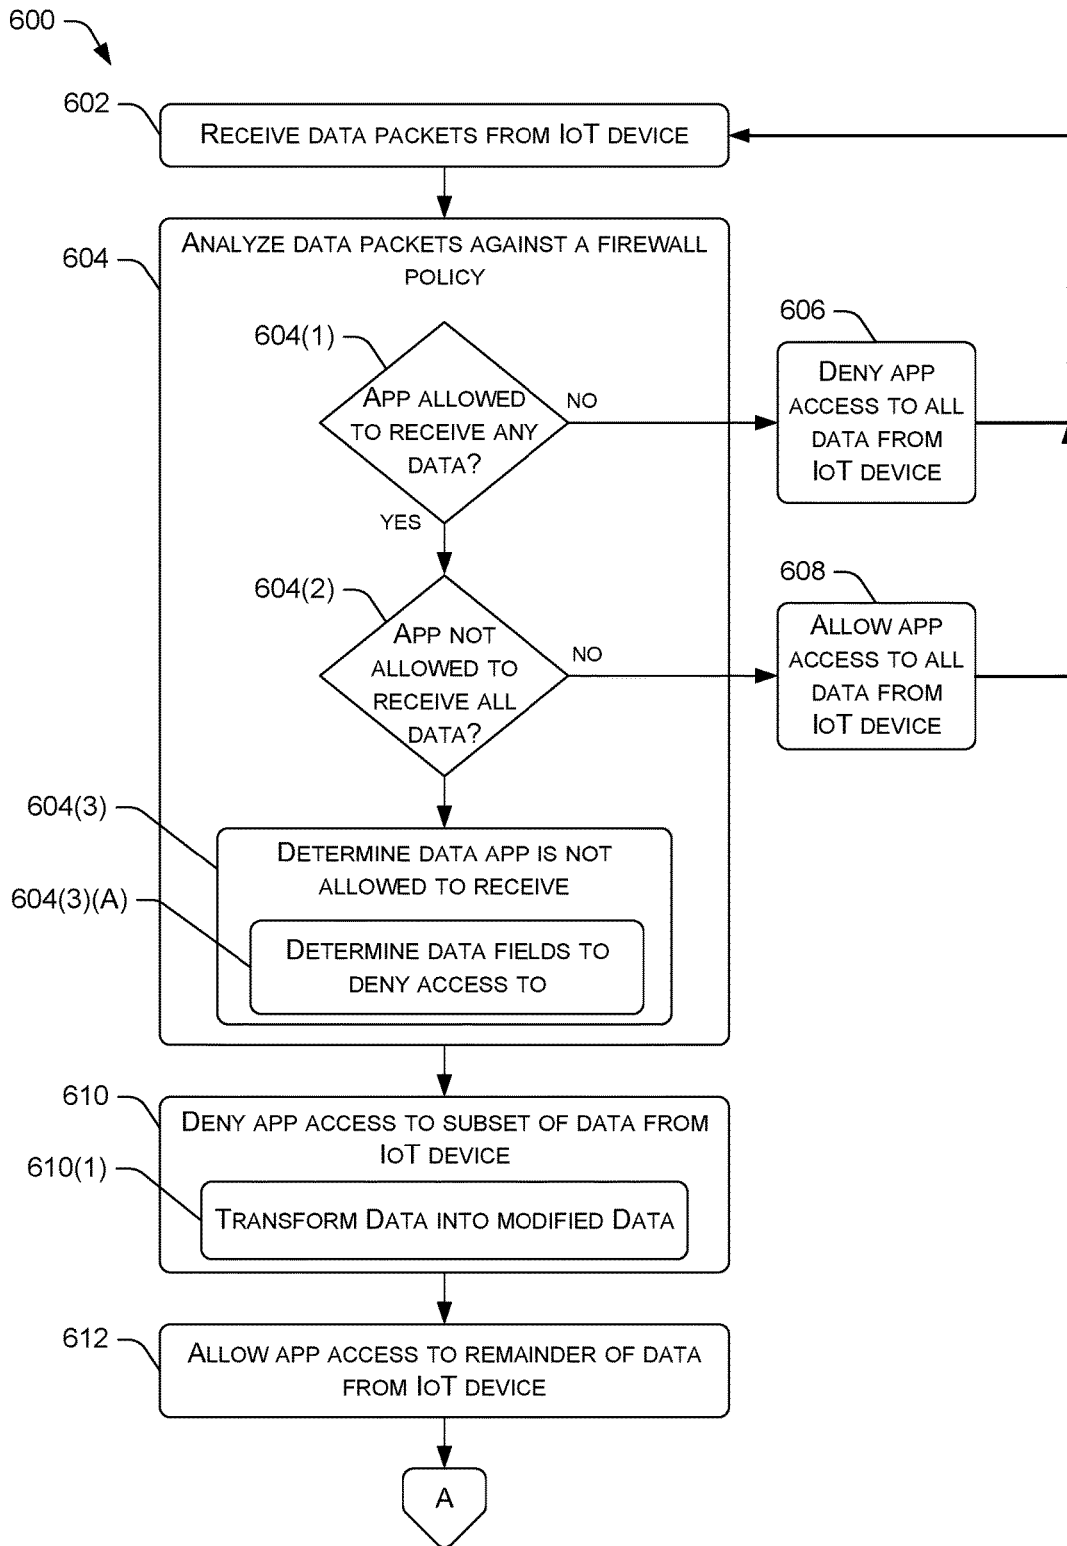 600
602
RECEIVE DATA PACKETS FROM IOT DEVICE
604
ANALYZE DATA PACKETS AGAINST A FIREWALL
POLICY
604(1)
APP ALLOWED
TO RECEIVE ANY
DATA?
NO
YES
606
DENY APP
ACCESS TO ALL
DATA FROM
IOT DEVICE
604(2)
APP NOT
ALLOWED TO
RECEIVE ALL
DATA?
NO
608
ALLOW APP
ACCESS TO ALL
DATA FROM
IOT DEVICE
604(3)
DETERMINE DATA APP IS NOT
ALLOWED TO RECEIVE
604(3)(A)
DETERMINE DATA FIELDS TO
DENY ACCESS TO
610
DENY APP ACCESS TO SUBSET OF DATA FROM
IOT DEVICE
610(1)
TRANSFORM DATA INTO MODIFIED DATA
612
ALLOW APP ACCESS TO REMAINDER OF DATA
FROM IOT DEVICE
A